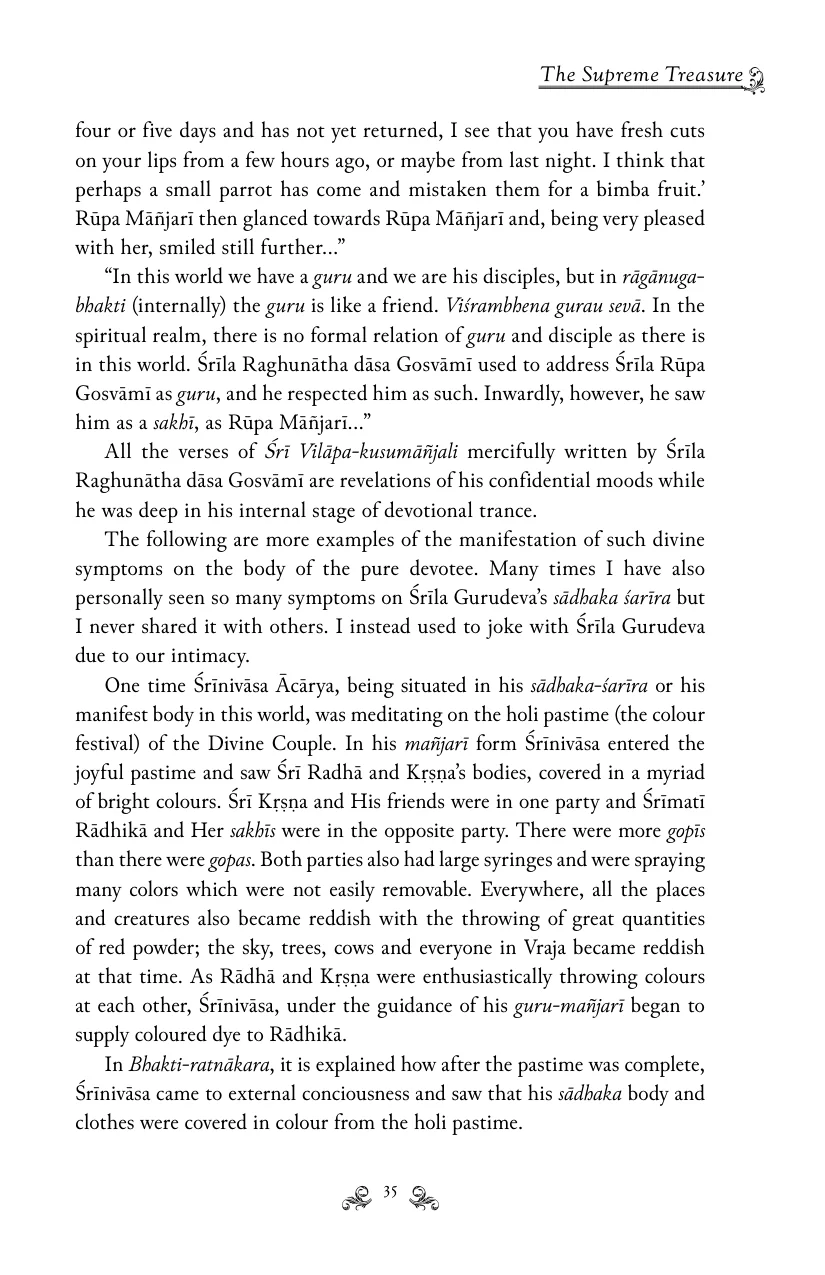 The Supreme Treasure
four or five days and has not yet returned, I see that you have fresh cuts
on your lips from a few hours ago, or maybe from last night. I think that
perhaps a small parrot has come and mistaken them for a bimba fruit.’
Rūpa Māñjarī then glanced towards Rūpa Māñjarī and, being very pleased
with her, smiled still further...”
“In this world we have a guru and we are his disciples, but in rāgānuga-
bhakti (internally) the guru is like a friend. Viśrambhena gurau sevā. In the
spiritual realm, there is no formal relation of guru and disciple as there is
in this world. Śrīla Raghunātha dāsa Gosvāmī used to address Śrīla Rūpa
Gosvāmī as guru, and he respected him as such. Inwardly, however, he saw
him as a sakhī, as Rūpa Māñjarī...”
All the verses of Śrī Vilāpa-kusumāñjali mercifully written by Śrīla
Raghunātha dāsa Gosvāmī are revelations of his confidential moods while
he was deep in his internal stage of devotional trance.
The following are more examples of the manifestation of such divine
symptoms on the body of the pure devotee. Many times I have also
personally seen so many symptoms on Śrīla Gurudeva’s sādhaka śarīra but
I never shared it with others. I instead used to joke with Śrīla Gurudeva
due to our intimacy.
One time Śrīnivāsa Ācārya, being situated in his sādhaka-śarīra or his
manifest body in this world, was meditating on the holi pastime (the colour
festival) of the Divine Couple. In his mañjarī form Śrīnivāsa entered the
joyful pastime and saw Śrī Radhā and Kṛṣṇa’s bodies, covered in a myriad
of bright colours. Śrī Kṛṣṇa and His friends were in one party and Śrīmatī
Rādhikā and Her sakhīs were in the opposite party. There were more gopīs
than there were gopas. Both parties also had large syringes and were spraying
many colors which were not easily removable. Everywhere, all the places
and creatures also became reddish with the throwing of great quantities
of red powder; the sky, trees, cows and everyone in Vraja became reddish
at that time. As Rādhā and Kṛṣṇa were enthusiastically throwing colours
at each other, Śrīnivāsa, under the guidance of his guru-mañjarī began to
supply coloured dye to Rādhikā.
In Bhakti-ratnākara, it is explained how after the pastime was complete,
Śrīnivāsa came to external conciousness and saw that his sādhaka body and
clothes were covered in colour from the holi pastime.
35